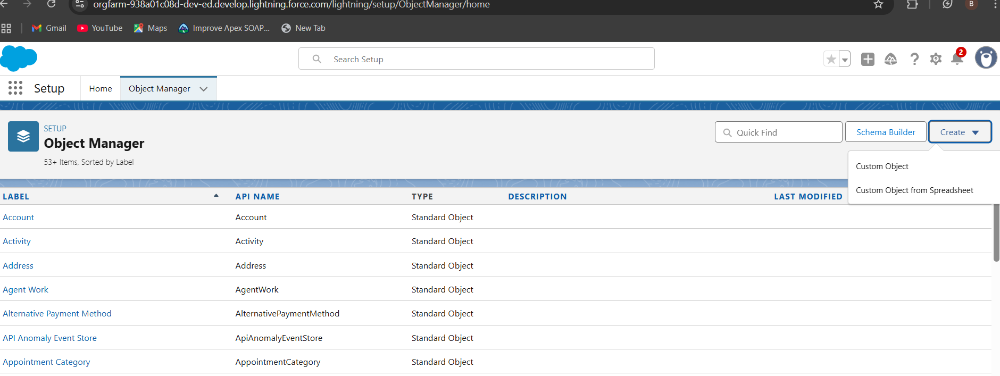 orgfarm-938a01c08d-dev-ed.develop.lightning.force.com/lightning/setup/ObjectManager/home
B
Gmail YouTube Maps Improve Apex SOAP... New Tab
Search Setup
2
Setup Home Object Manager
SETUP
Object Manager
53+ Items, Sorted by Label
Quick Find
Schema Builder
Create
Custom Object
Custom Object from Spreadsheet
LABEL API NAME TYPE DESCRIPTION LAST MODIFIED
Account Account Standard Object
Activity Activity Standard Object
Address Address Standard Object
Agent Work AgentWork Standard Object
Alternative Payment Method AlternativePaymentMethod Standard Object
API Anomaly Event Store ApiAnomalyEventStore Standard Object
Appointment Category AppointmentCategory Standard Object